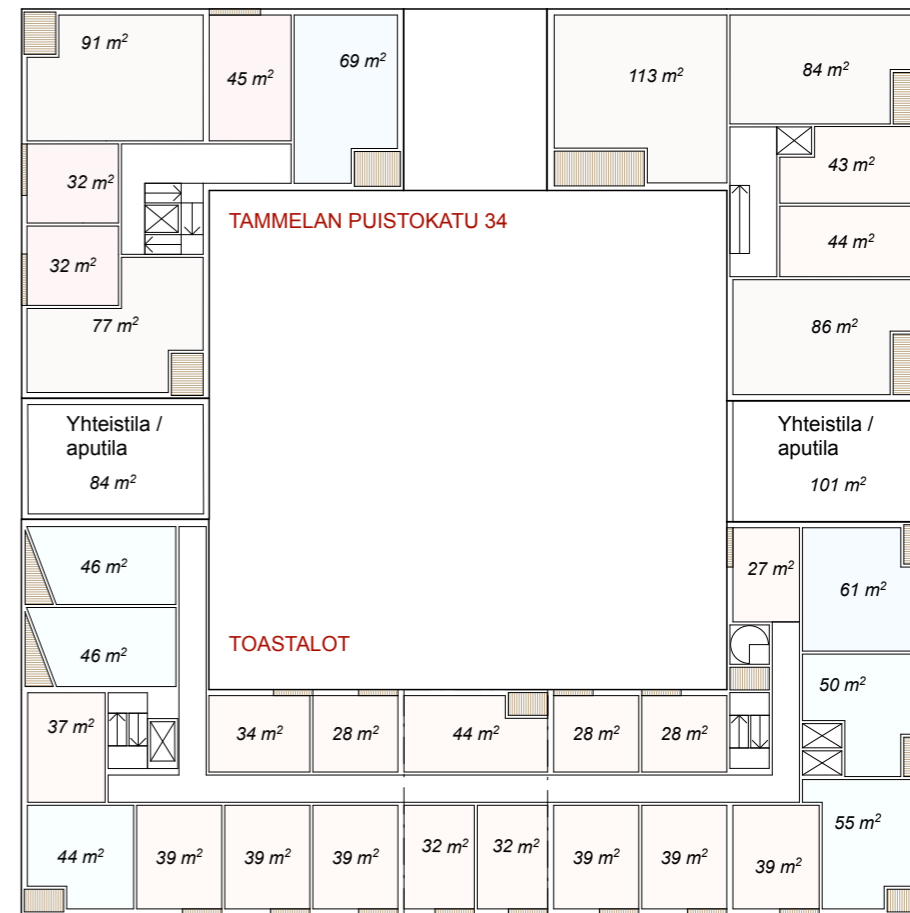 91 m²
45 m²
69 m²
113 m²
84 m²
32 m²
43 m²
TAMMELAN PUISTOKATU 34
44 m²
32 m²
77 m²
86 m²
Yhteistila /
aputila
84 m²
Yhteistila /
aputila
101 m²
46 m²
27 m²
61 m²
46 m²
TOASTALOT
50 m²
37 m²
34 m²
28 m²
44 m²
28 m²
28 m²
55 m²
44 m²
39 m²
39 m²
39 m²
32 m²
32 m²
39 m²
39 m²
39 m²